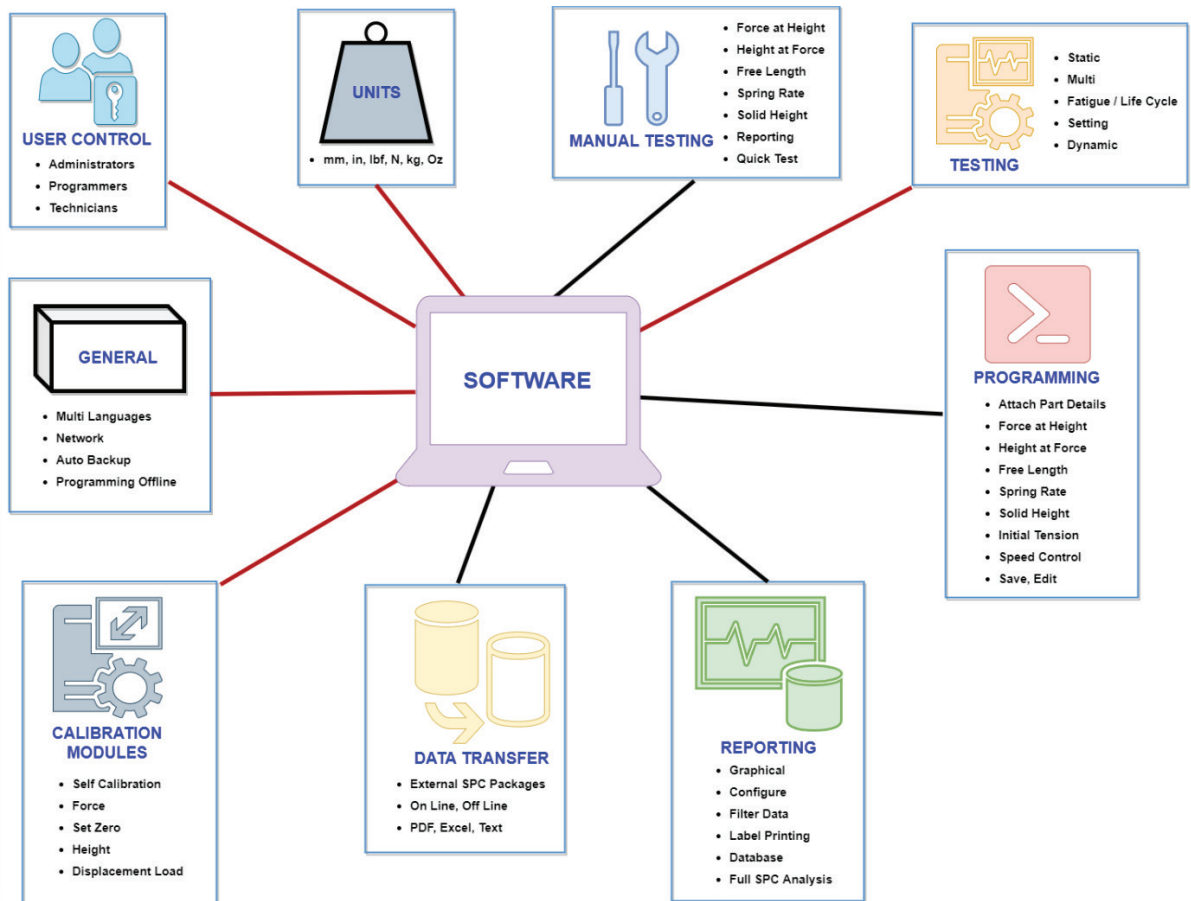 USER CONTROL
• Administrators
• Programmers
• Technicians
UNITS
• mm, in, lbf, N, kg, Oz
MANUAL TESTING
• Force at Height
• Height at Force
• Free Length
• Spring Rate
• Solid Height
• Reporting
• Quick Test
TESTING
• Static
• Multi
• Fatigue / Life Cycle
• Setting
• Dynamic
GENERAL
• Multi Languages
• Network
• Auto Backup
• Programming Offline
SOFTWARE
PROGRAMMING
• Attach Part Details
• Force at Height
• Height at Force
• Free Length
• Spring Rate
• Solid Height
• Initial Tension
• Speed Control
• Save, Edit
CALIBRATION
MODULES
• Self Calibration
• Force
• Set Zero
• Height
• Displacement Load
DATA TRANSFER
• External SPC Packages
• On Line, Off Line
• PDF, Excel, Text
REPORTING
• Graphical
• Configure
• Filter Data
• Label Printing
• Database
• Full SPC Analysis